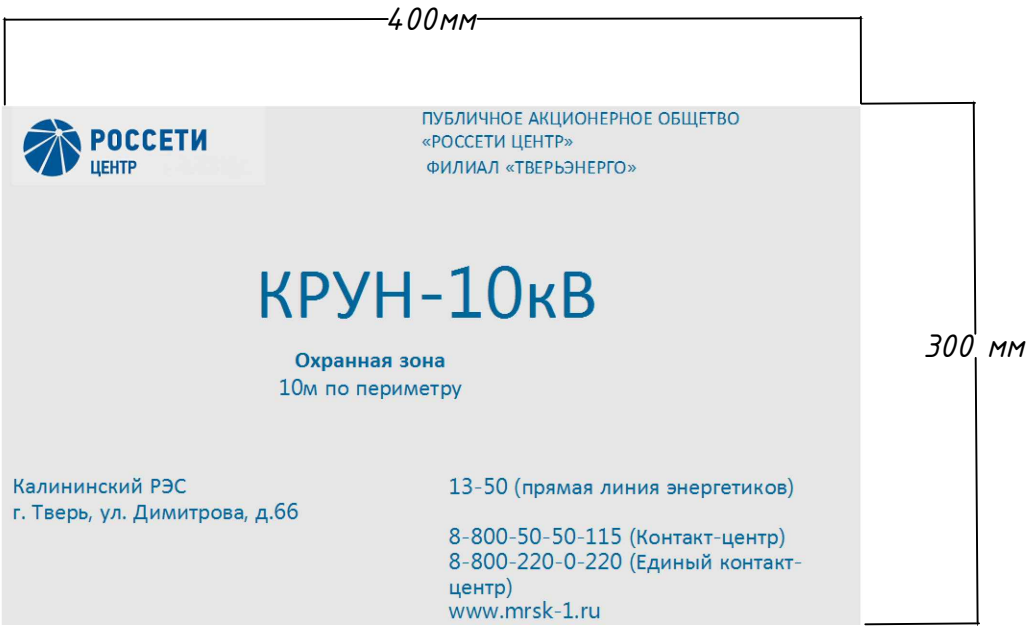 400мм
РОССЕТИ
ЦЕНТР
ПУБЛИЧНОЕ АКЦИОНЕРНОЕ ОБЩЕТВО
«РОССЕТИ ЦЕНТР»
ФИЛИАЛ «ТВЕРЬЭНЕРГО»
КРУН-10кВ
300 мм
Охранная зона
10м по периметру
Калининский РЭС
г. Тверь, ул. Димитрова, д.66
13-50 (прямая линия энергетиков)
8-800-50-50-115 (Контакт-центр)
8-800-220-0-220 (Единый контакт-
центр)
www.mrsk-1.ru